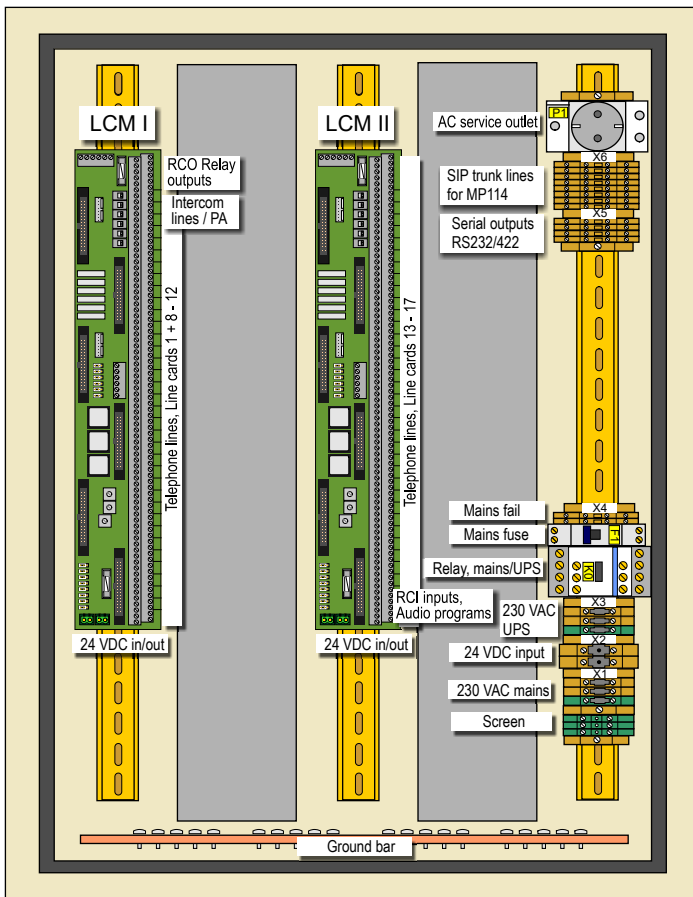 LCM I
LCM II
AC service outlet
P1
X6
RCO Relay
outputs
Intercom
lines / PA
SIP trunk lines
for MP114
X5
Serial outputs
RS232/422
Telephone lines, Line cards 1 + 8 - 12
Telephone lines, Line cards 13 - 17
X4
Mains fail
Mains fuse
F1
Relay, mains/UPS
K0
RCI inputs,
Audio programs
X3
230 VAC
UPS
24 VDC in/out
24 VDC in/out
X2
24 VDC input
X1
230 VAC mains
Screen
Ground bar